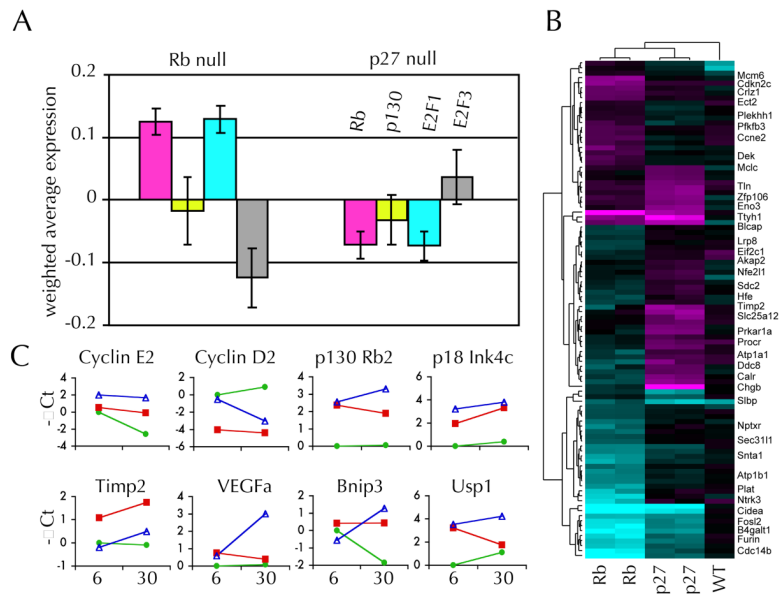 A
Rb null p27 null
weighted average expression
0.2
0.1
0
-0.1
-0.2
Rb
p130
E2F1
E2F3
B
Mcm6
Cdkn2c
Crlz1
Ect2
Plekhh1
Pfkfb3
Ccne2
Dek
Mclc
Tln
Zfp106
Eno3
Ttyh1
Blcap
Lrp8
Eif2c1
Akap2
Nfe2l1
Sdc2
Hfe
Timp2
Slc25a12
Prkar1a
Procr
Atp1a1
Ddc8
Calr
Chgb
Slbp
Nptxr
Sec31l1
Snta1
Atp1b1
Plat
Ntrk3
Cidea
Fosl2
B4galt1
Furin
Cdc14b
Rb Rb p27 p27 WT
C
Cyclin E2 Cyclin D2 p130 Rb2 p18 Ink4c
-□Ct
4
2
0
-2
-4
2
0
-2
-4
-6
4
3
2
1
0
6
4
2
0
Timp2 VEGFa Bnip3 Usp1
-□Ct
2
1
0
-1
4
3
2
1
0
2
1
0
-1
-2
6
4
2
0
6 30 6 30 6 30 6 30